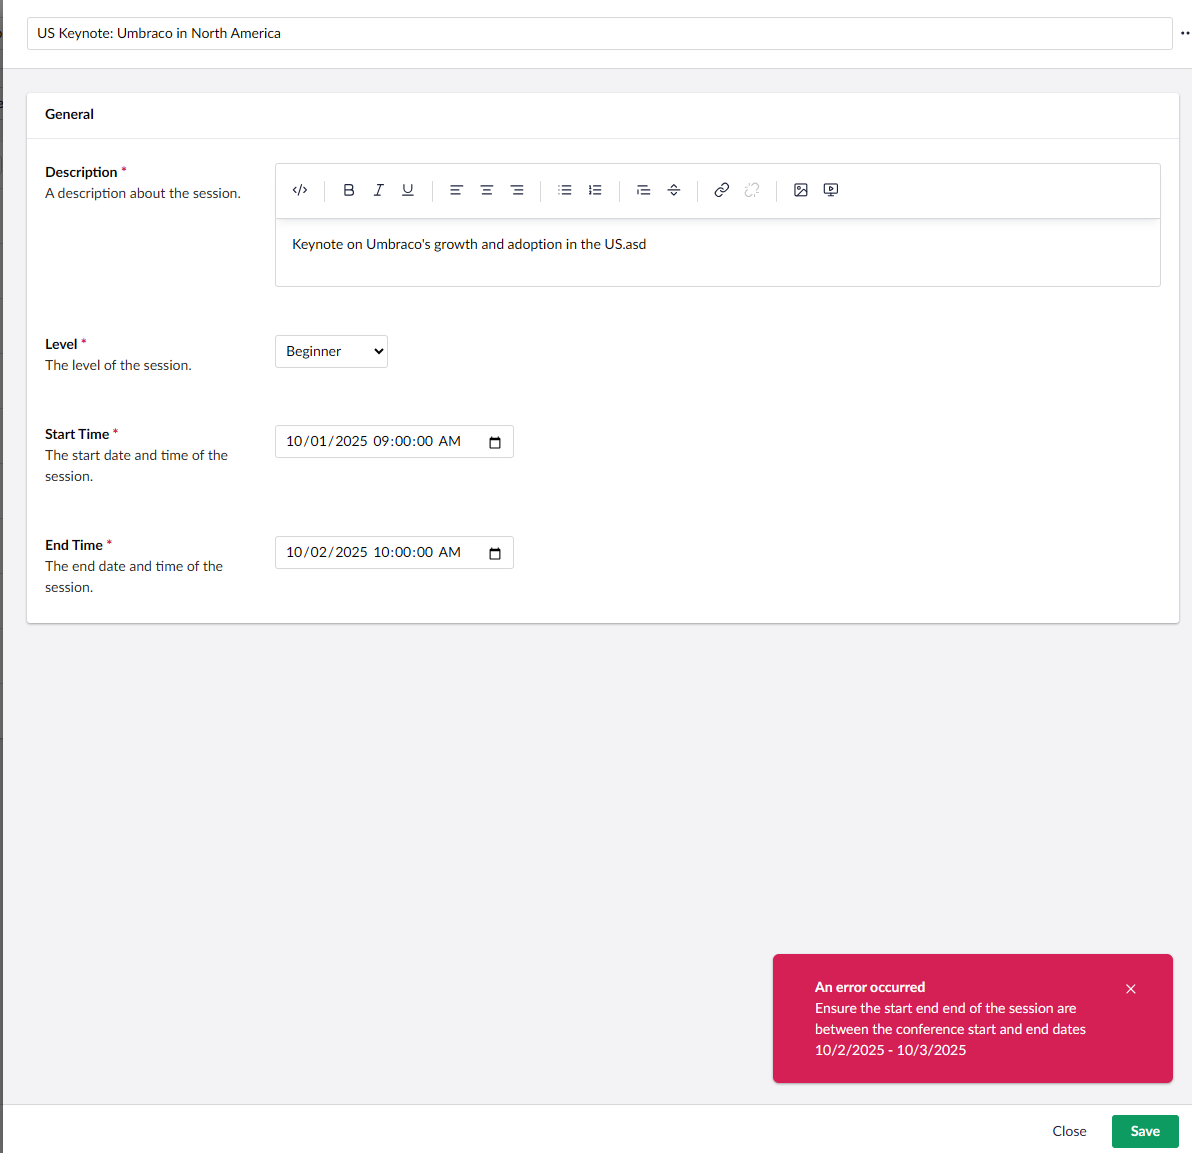 US Keynote: Umbraco in North America
General
Description *
A description about the session.
Keynote on Umbraco's growth and adoption in the US.asd
Level *
The level of the session.
Beginner
Start Time *
The start date and time of the
session.
10/01/2025 09:00:00 AM
End Time *
The end date and time of the
session.
10/02/2025 10:00:00 AM
An error occurred
Ensure the start end end of the session are
between the conference start and end dates
10/2/2025 - 10/3/2025
Close
Save